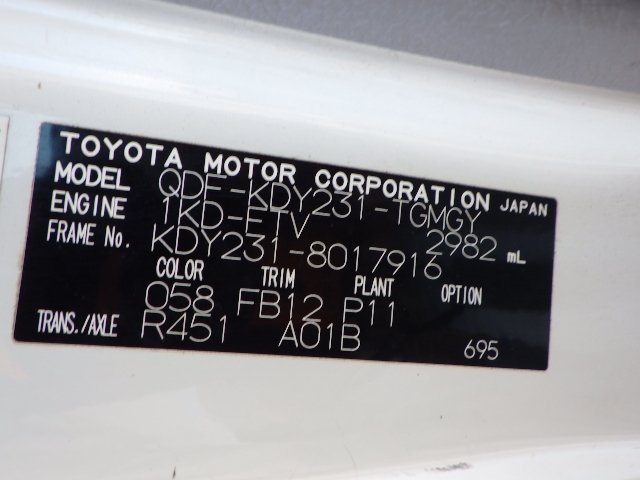 TOYOTA MOTOR CORPORATION JAPAN
MODEL QDF-KDY231-TGMGY
ENGINE 1KD-FTV 2982 mL
FRAME No. KDY231-8017916
COLOR TRIM PLANT OPTION
058 FB12 P11
TRANS./AXLE R451 A01B 695